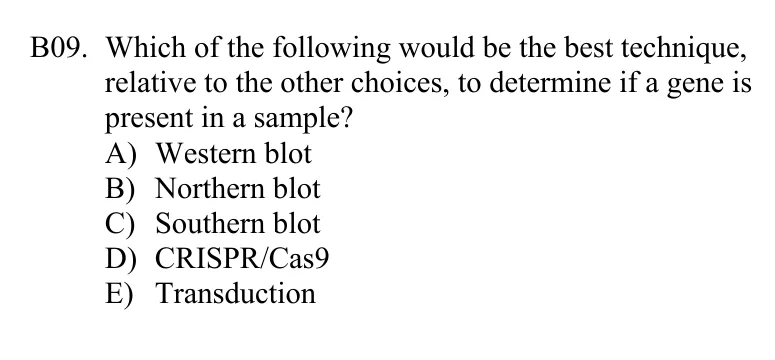 B09. Which of the following would be the best technique,
relative to the other choices, to determine if a gene is
present in a sample?
A) Western blot
B) Northern blot
C) Southern blot
D) CRISPR/Cas9
E) Transduction